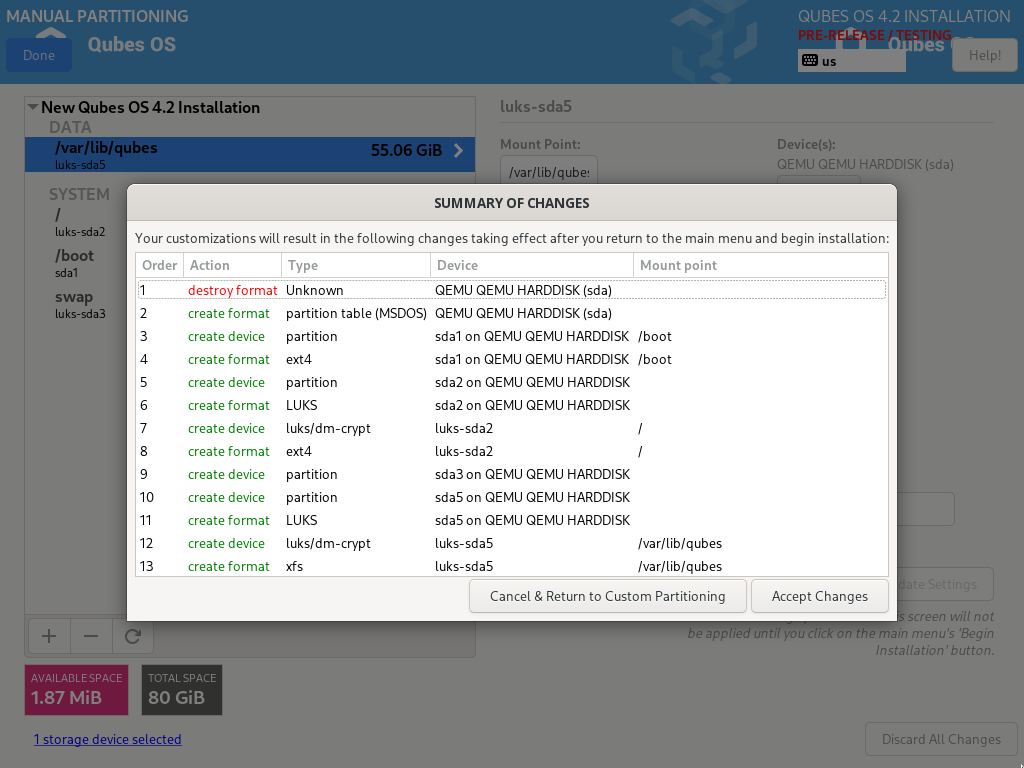 MANUAL PARTITIONING
QUBES OS 4.2 INSTALLATION
PRE-RELEASE / TESTING
Qubes OS
Qubes
Done
us
Help!
New Qubes OS 4.2 Installation
DATA
/var/lib/qubes
55.06 GiB
luks-sda5
SYSTEM
/
luks-sda2
/boot
sda1
swap
luks-sda3
luks-sda5
Mount Point:
Device(s):
/var/lib/qubes
QEMU QEMU HARDDISK (sda)
SUMMARY OF CHANGES
Your customizations will result in the following changes taking effect after you return to the main menu and begin installation:
Order Action Type Device Mount point
1 destroy format Unknown QEMU QEMU HARDDISK (sda)
2 create format partition table (MSDOS) QEMU QEMU HARDDISK (sda)
3 create device partition sda1 on QEMU QEMU HARDDISK /boot
4 create format ext4 sda1 on QEMU QEMU HARDDISK /boot
5 create device partition sda2 on QEMU QEMU HARDDISK
6 create format LUKS sda2 on QEMU QEMU HARDDISK
7 create device luks/dm-crypt luks-sda2 /
8 create format ext4 luks-sda2 /
9 create device partition sda3 on QEMU QEMU HARDDISK
10 create device partition sda5 on QEMU QEMU HARDDISK
11 create format LUKS sda5 on QEMU QEMU HARDDISK
12 create device luks/dm-crypt luks-sda5 /var/lib/qubes
13 create format xfs luks-sda5 /var/lib/qubes
Cancel & Return to Custom Partitioning
Accept Changes
date Settings
is screen will not
be applied until you click on the main menu's 'Begin
Installation' button.
AVAILABLE SPACE
1.87 MiB
TOTAL SPACE
80 GiB
1 storage device selected
Discard All Changes